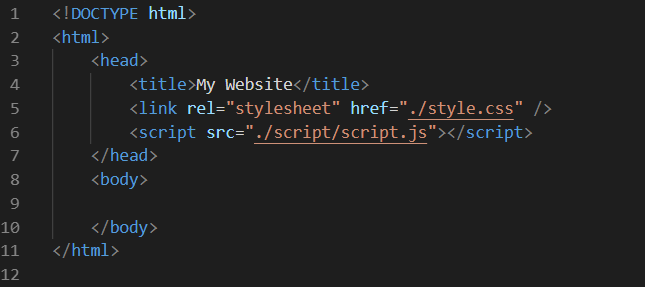 1 <!DOCTYPE html>
2 <html>
3 <head>
4 <title>My Website</title>
5 <link rel="stylesheet" href="./style.css" />
6 <script src="./script/script.js"></script>
7 </head>
8 <body>
9
10 </body>
11 </html>
12